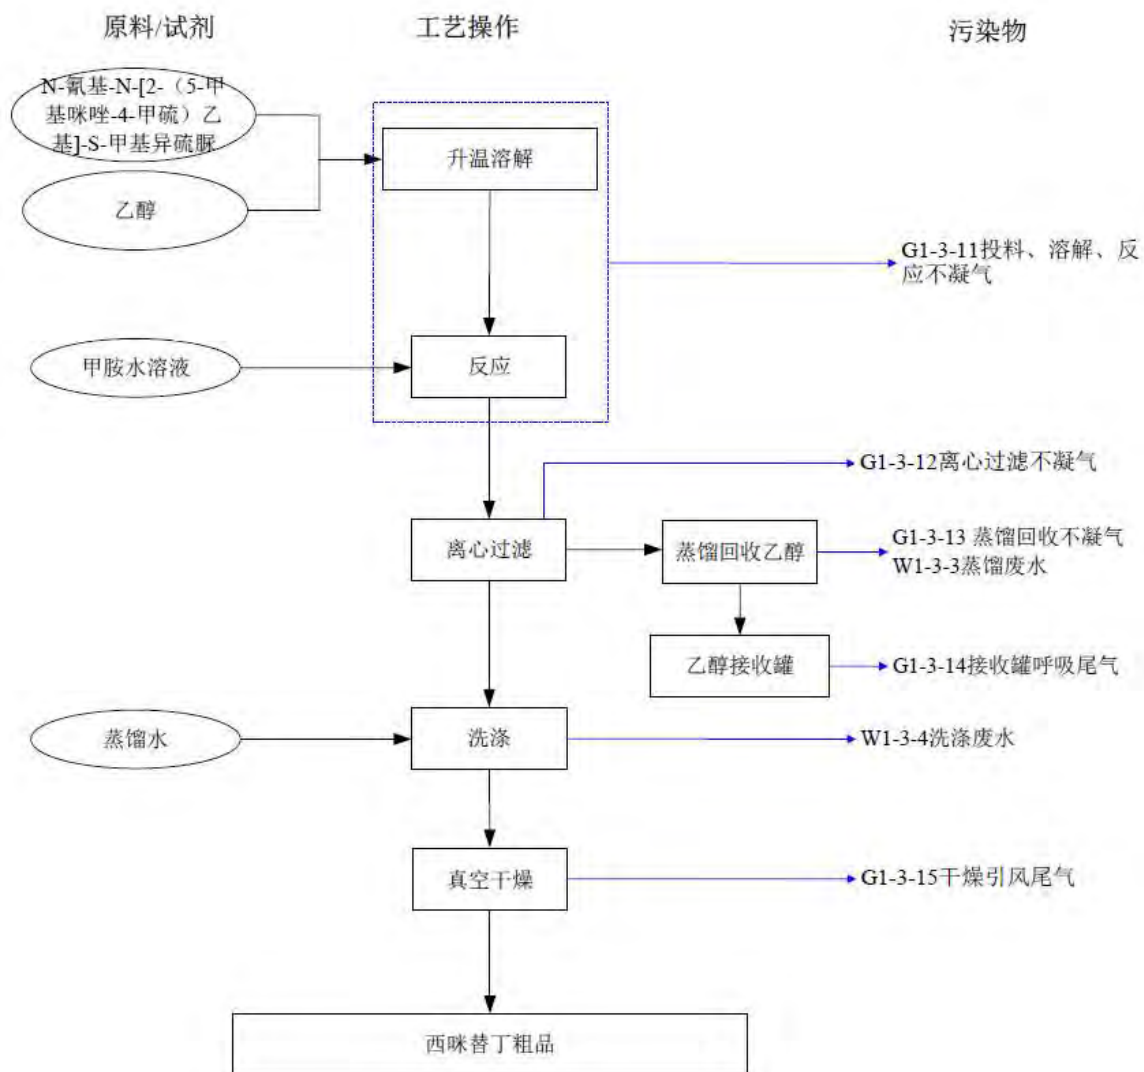 原料/试剂
工艺操作
污染物
N-氰基-N-[2-（5-甲
基咪唑-4-甲硫）乙
基]-S-甲基异硫脲
升温溶解
乙醇
G1-3-11投料、溶解、反
应不凝气
甲胺水溶液
反应
G1-3-12离心过滤不凝气
离心过滤
蒸馏回收乙醇
G1-3-13 蒸馏回收不凝气
W1-3-3蒸馏废水
乙醇接收罐
G1-3-14接收罐呼吸尾气
蒸馏水
洗涤
W1-3-4洗涤废水
真空干燥
G1-3-15干燥引风尾气
西咪替丁粗品